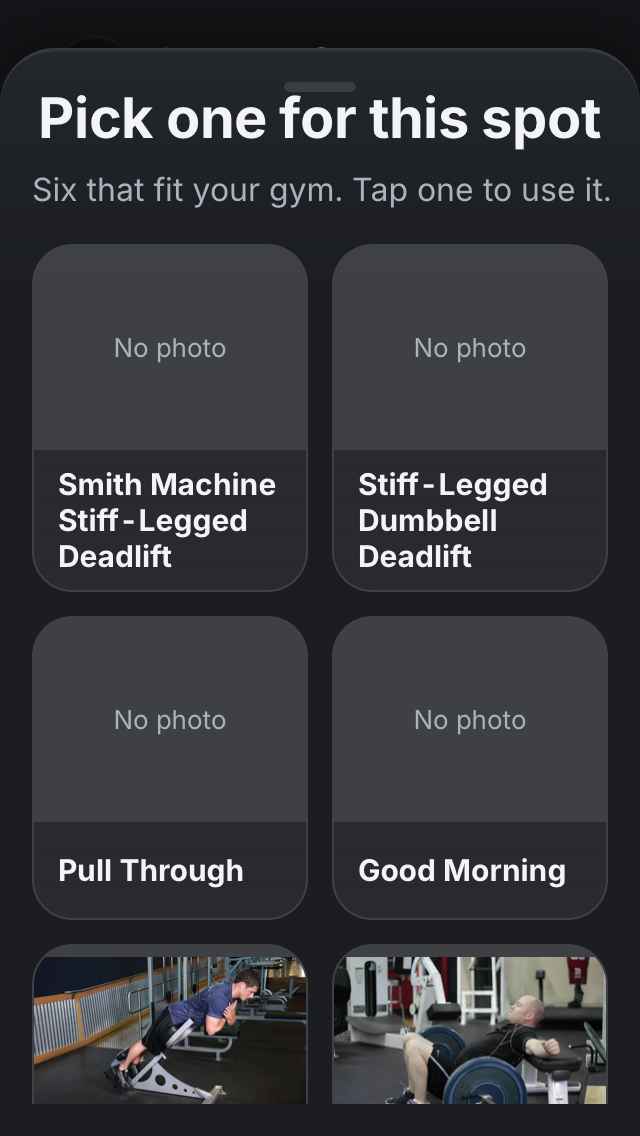 Pick one for this spot
Six that fit your gym. Tap one to use it.
No photo
No photo
Smith Machine
Stiff-Legged
Deadlift
Stiff-Legged
Dumbbell
Deadlift
No photo
No photo
Pull Through
Good Morning